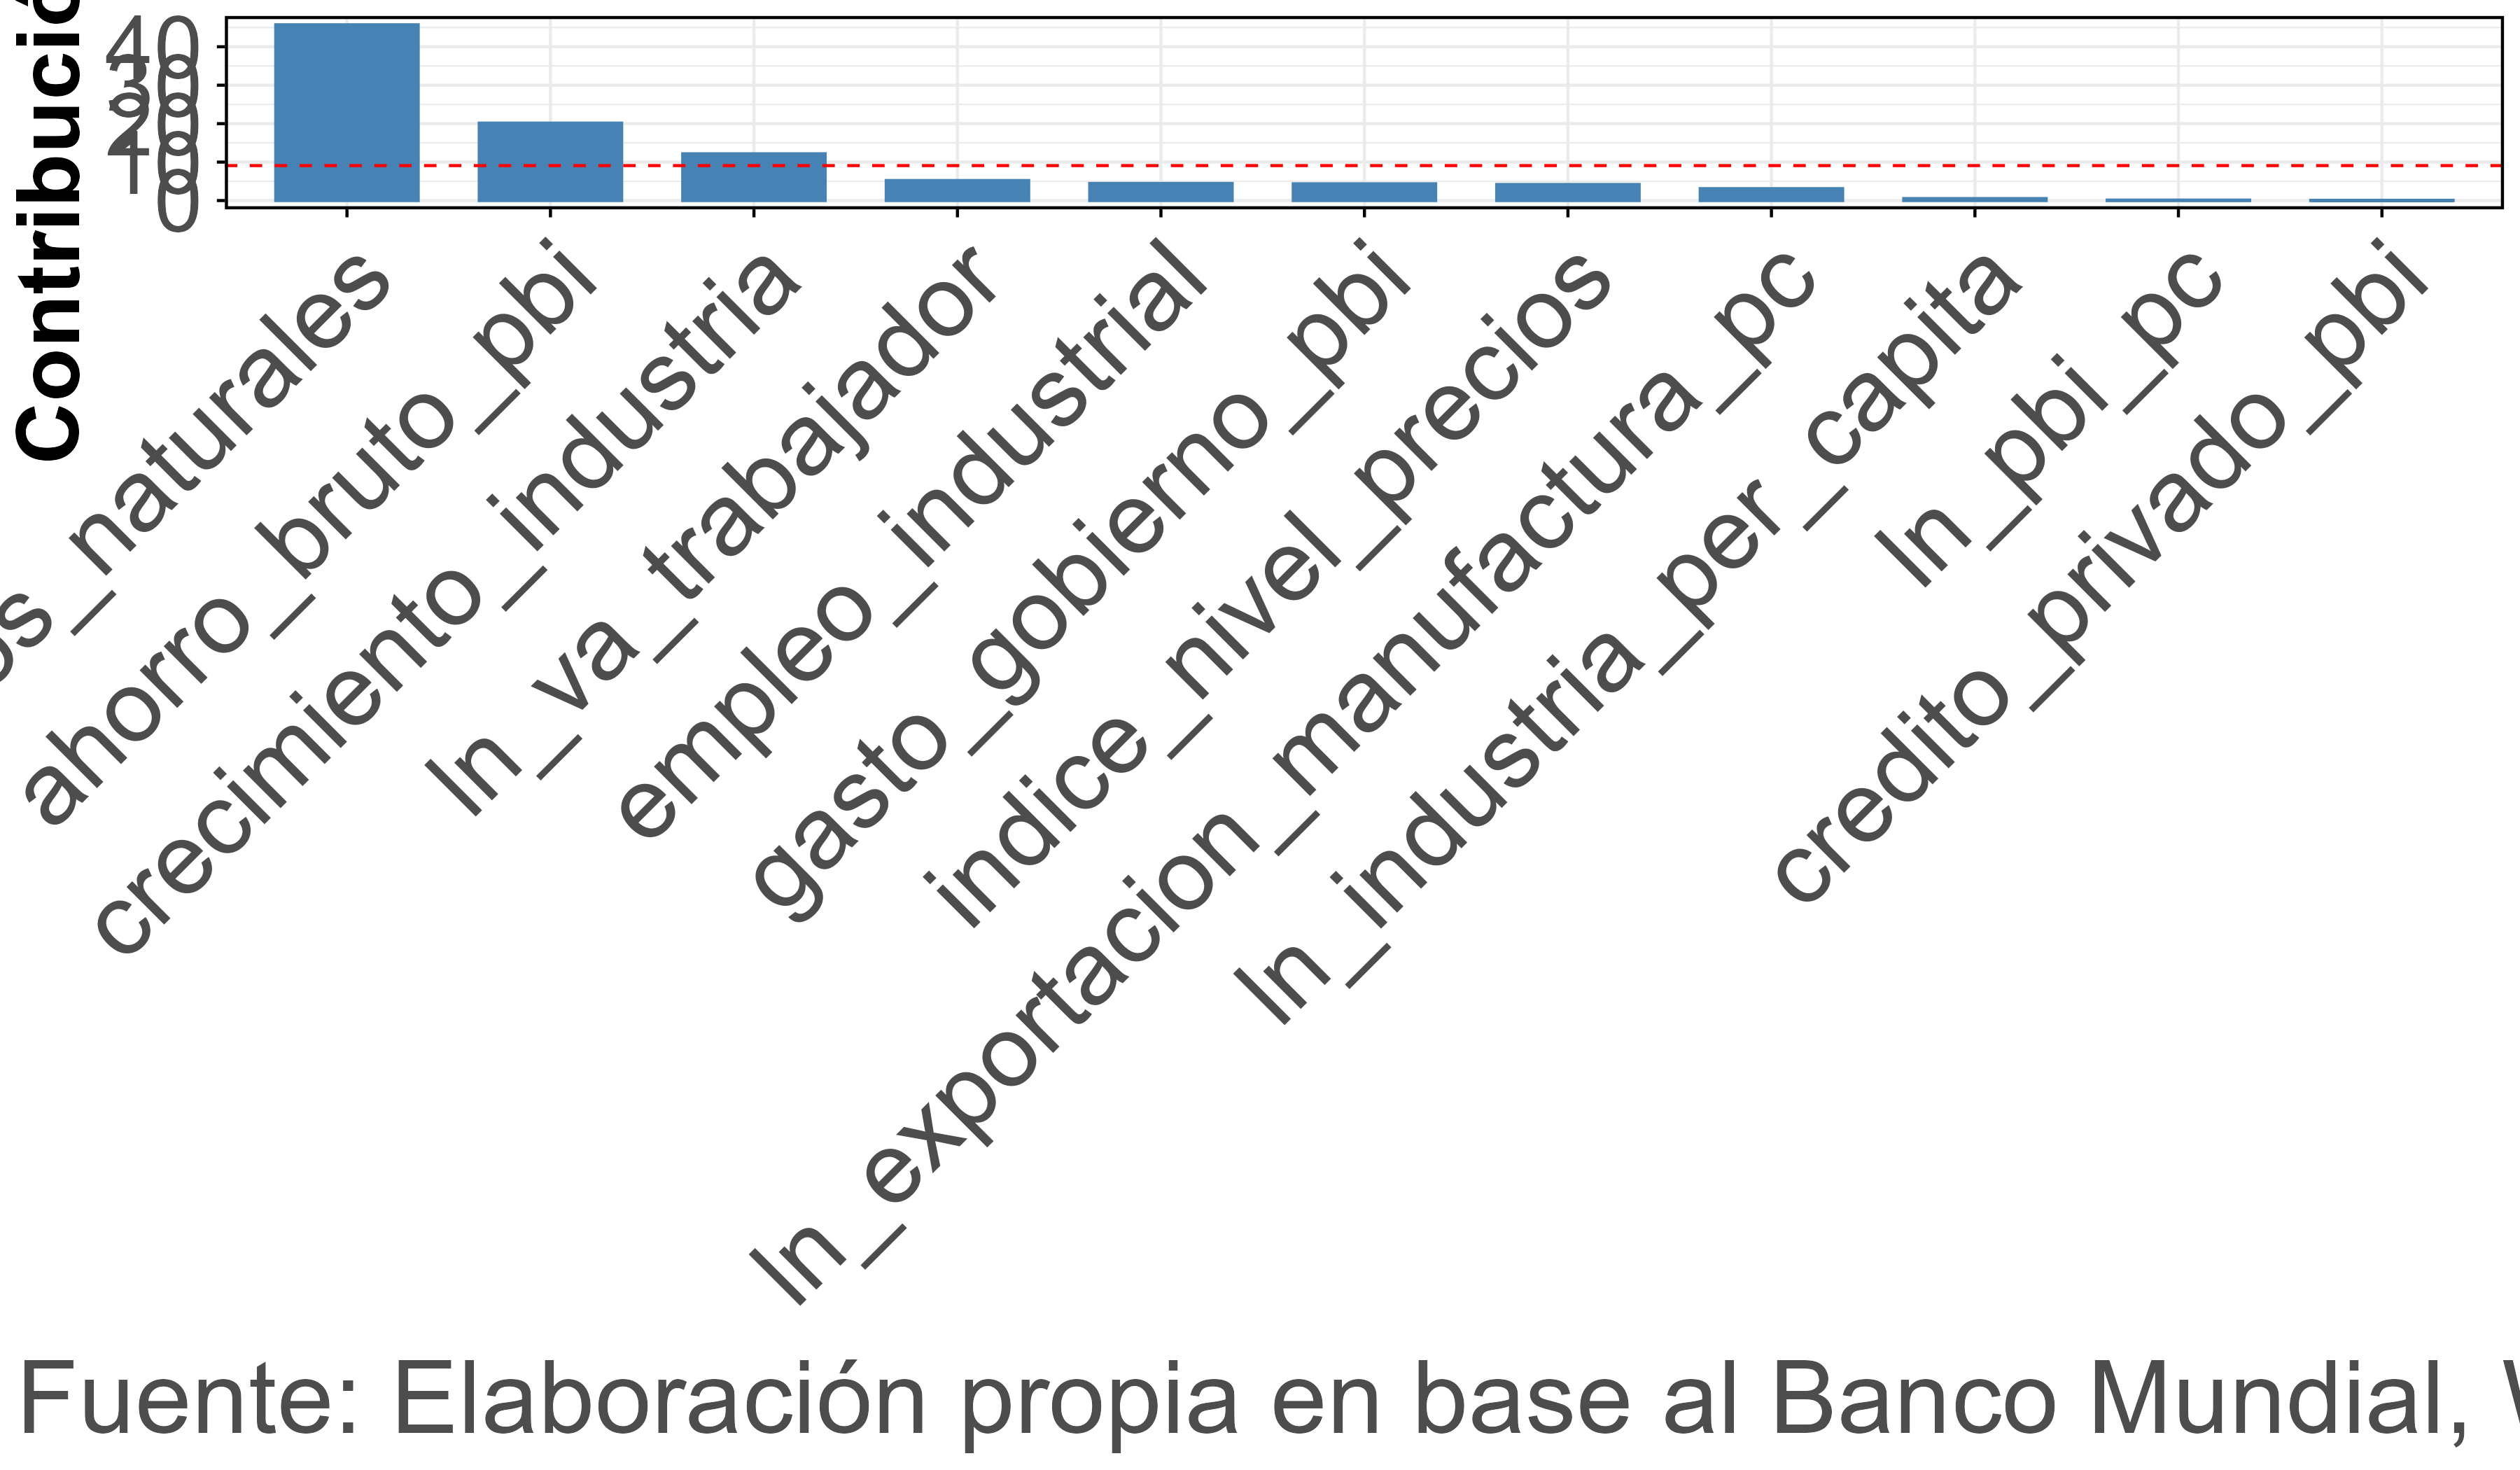 Contribució
40
30
20
10
0
os_naturales
ahorro_bruto_pbi
crecimiento_industria
ln_va_trabajador
empleo_industrial
gasto_gobierno_pbi
indice_nivel_precios
ln_exportacion_manufactura_pc
ln_industria_per_capita
ln_pbi_pc
credito_privado_pbi
Fuente: Elaboración propia en base al Banco Mundial,